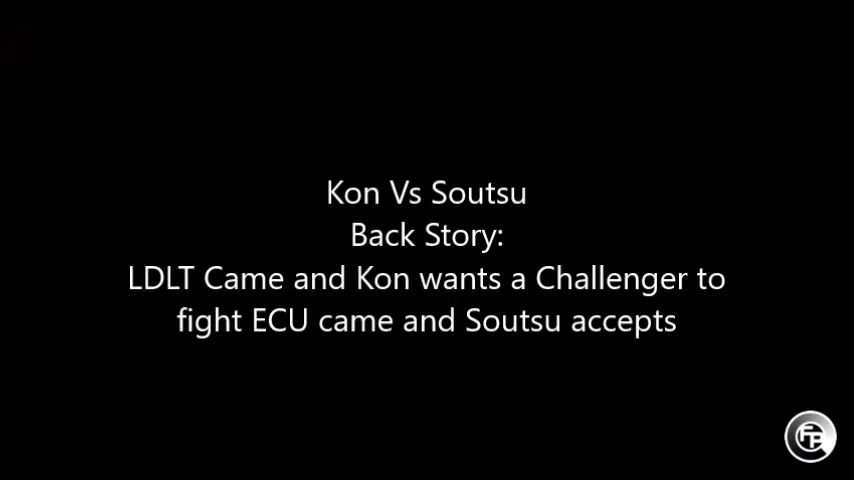 Kon Vs Soutsu
Back Story:
LDLT Came and Kon wants a Challenger to
fight ECU came and Soutsu accepts